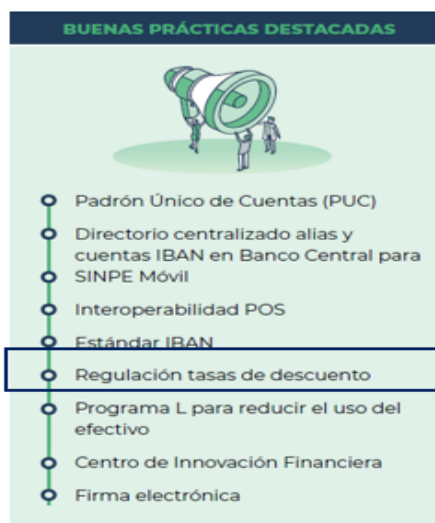 BUENAS PRÁCTICAS DESTACADAS
Padrón Único de Cuentas (PUC)
Directorio centralizado alias y
cuentas IBAN en Banco Central para
SINPE Móvil
Interoperabilidad POS
Estándar IBAN
Regulación tasas de descuento
Programa L para reducir el uso del
efectivo
Centro de Innovación Financiera
Firma electrónica